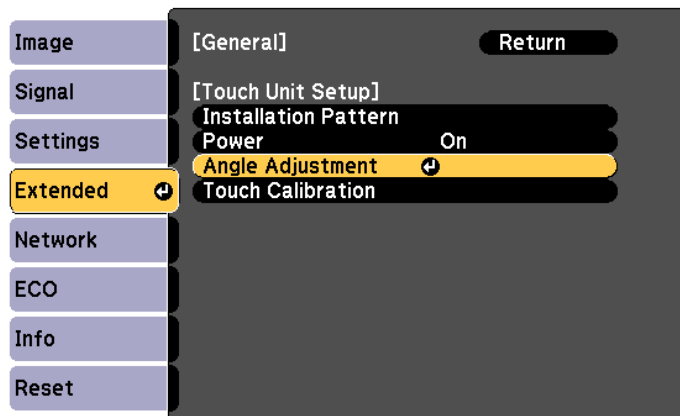 Image
Signal
Settings
Extended
Network
ECO
Info
Reset
[General]
Return
[Touch Unit Setup]
Installation Pattern
Power On
Angle Adjustment
Touch Calibration